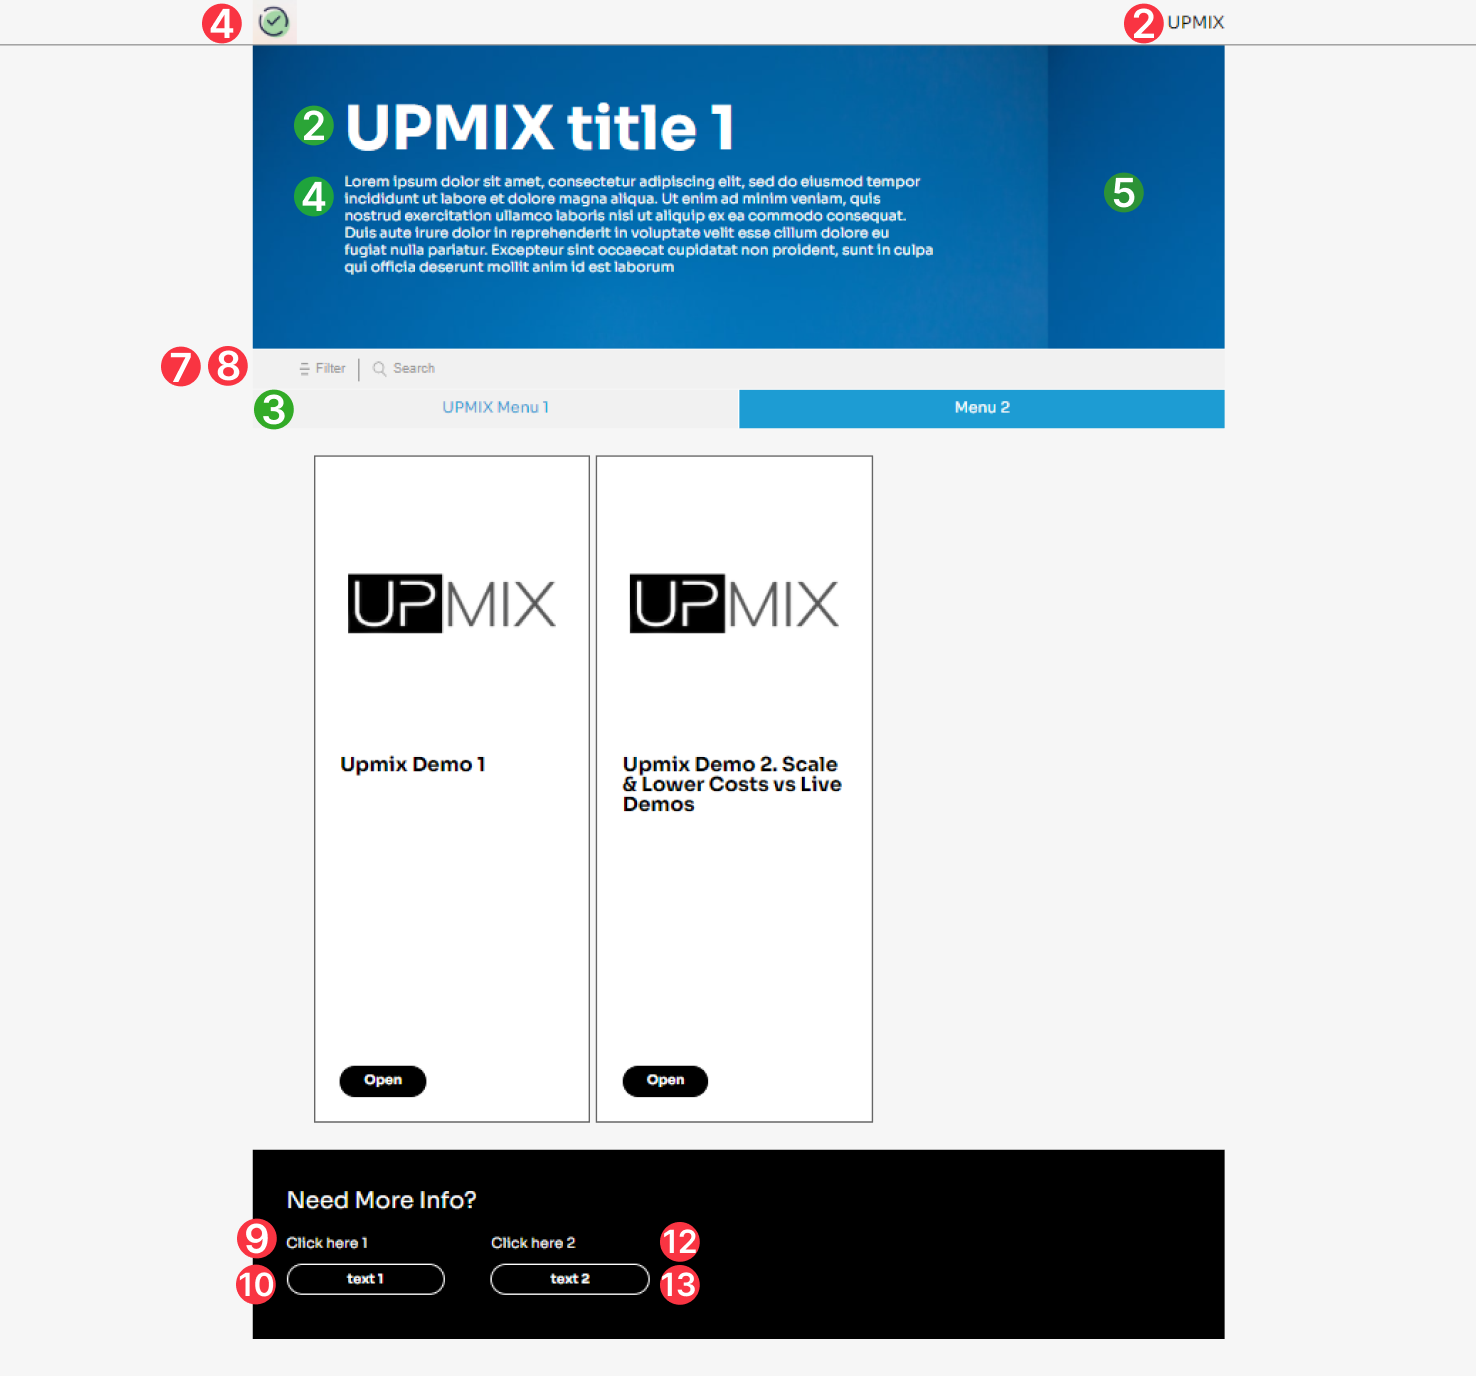 4
2 UPMIX
2 UPMIX title 1
4 Lorem ipsum dolor sit amet, consectetur adipiscing elit, sed do eiusmod tempor
incididunt ut labore et dolore magna aliqua. Ut enim ad minim veniam, quis
nostrud exercitation ullamco laboris nisi ut aliquip ex ea commodo consequat.
Duis aute irure dolor in reprehenderit in voluptate velit esse cillum dolore eu
fugiat nulla pariatur. Excepteur sint occaecat cupidatat non proident, sunt in culpa
qui officia deserunt mollit anim id est laborum
5
7 8 Filter Search
3 UPMIX Menu 1 Menu 2
UPMIX UPMIX
Upmix Demo 1
Upmix Demo 2. Scale
& Lower Costs vs Live
Demos
Open Open
Need More Info?
9 Click here 1 Click here 2 12
10 text 1 text 2 13